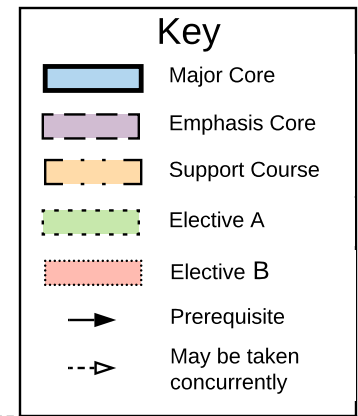 Key
Major Core
Emphasis Core
Support Course
Elective A
Elective B
Prerequisite
May be taken
concurrently